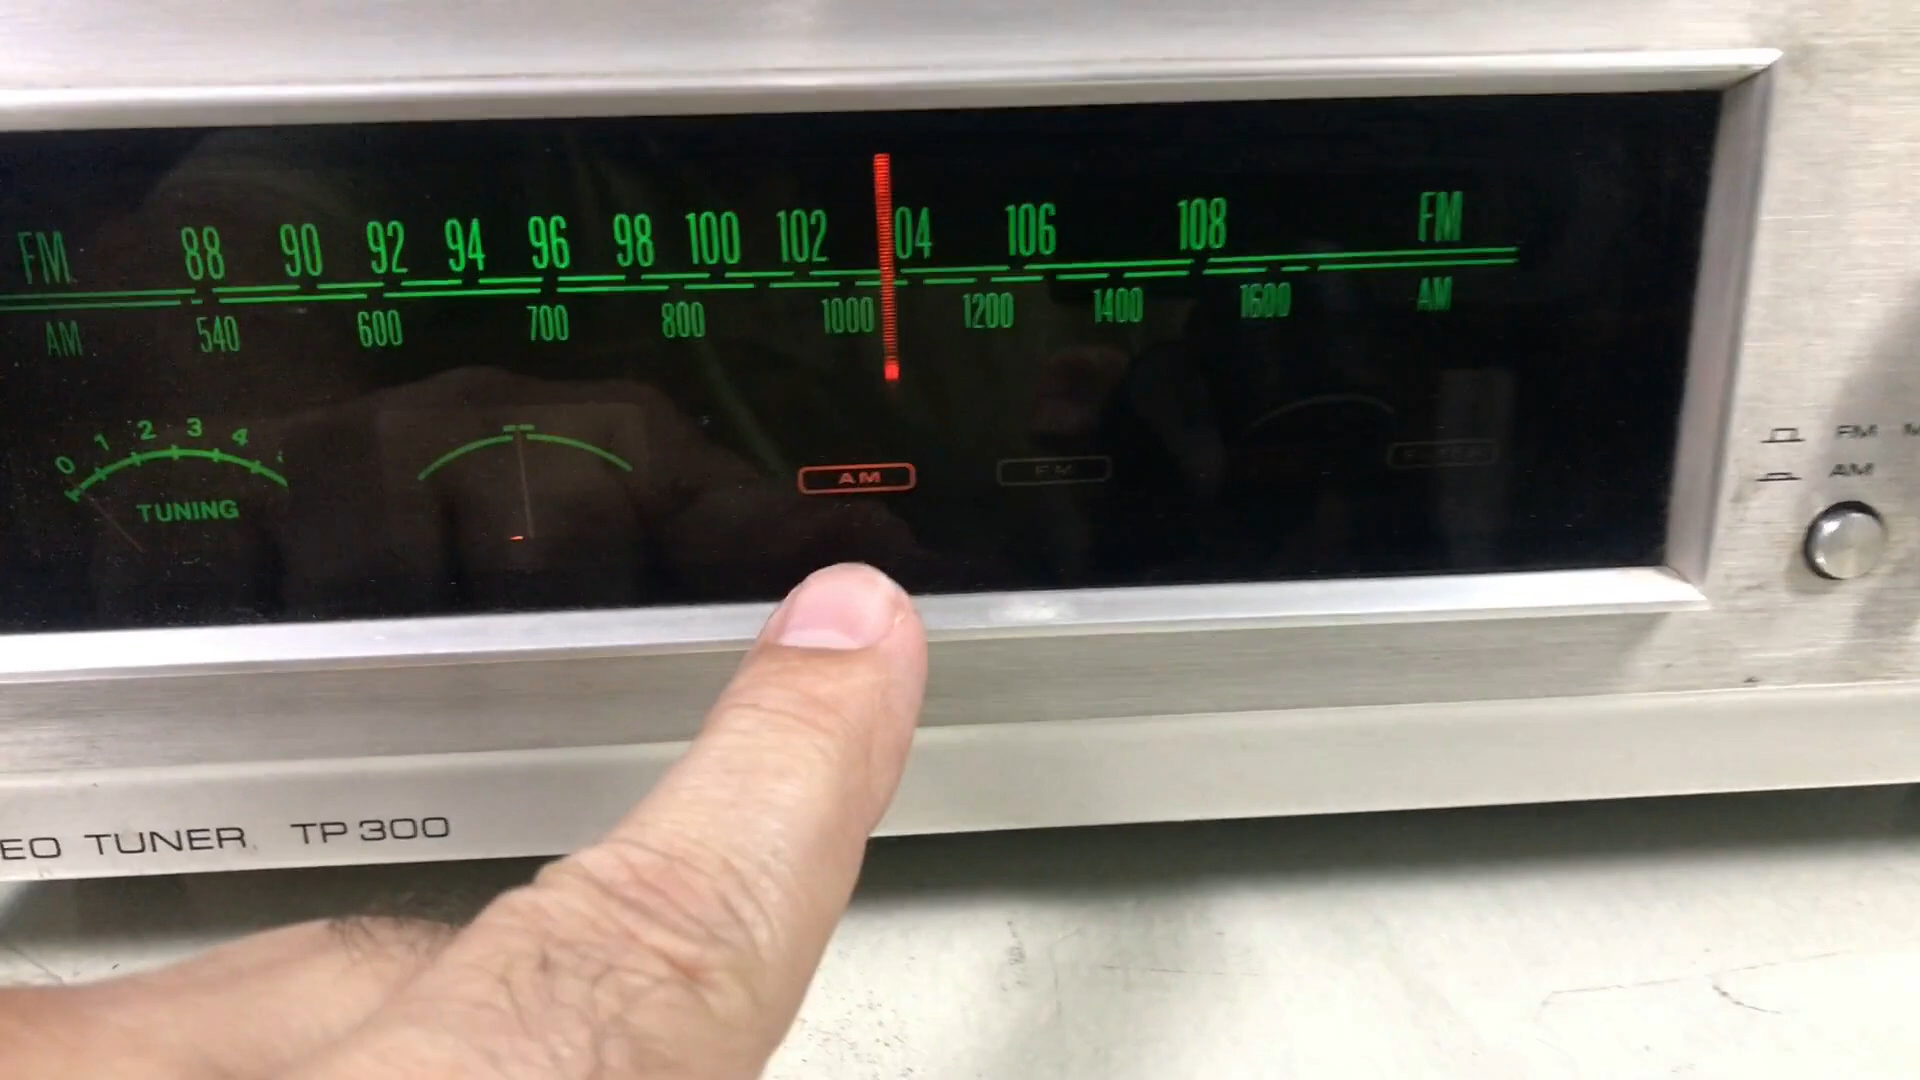 FM 88 90 92 94 96 98 100 102 04 106 108 FM
AM 540 600 700 800 1000 1200 1400 1600 AM
0 1 2 3 4
TUNING
AM
FM
FM M
AM
EO TUNER TP300